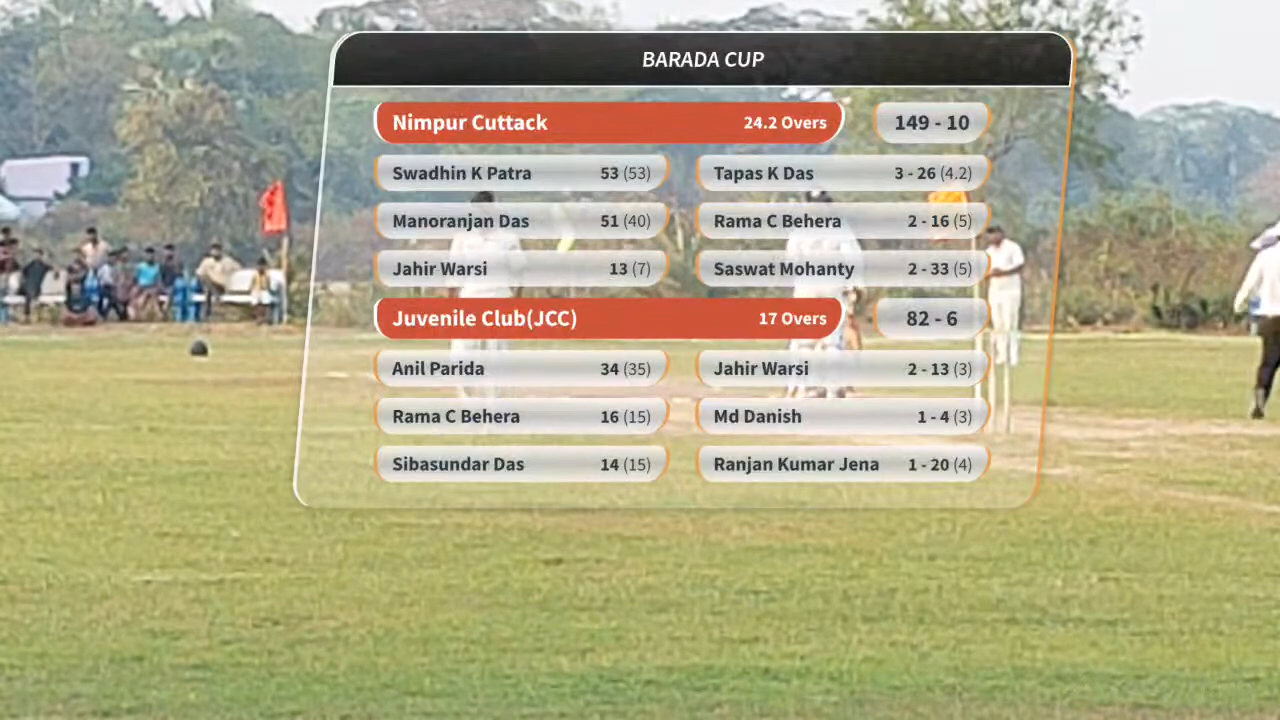 BARADA CUP
Nimpur Cuttack 24.2 Overs 149 - 10
Swadhin K Patra 53 (53) Tapas K Das 3 - 26 (4.2)
Manoranjan Das 51 (40) Rama C Behera 2 - 16 (5)
Jahir Warsi 13 (7) Saswat Mohanty 2 - 33 (5)
Juvenile Club(JCC) 17 Overs 82 - 6
Anil Parida 34 (35) Jahir Warsi 2 - 13 (3)
Rama C Behera 16 (15) Md Danish 1 - 4 (3)
Sibasundar Das 14 (15) Ranjan Kumar Jena 1 - 20 (4)